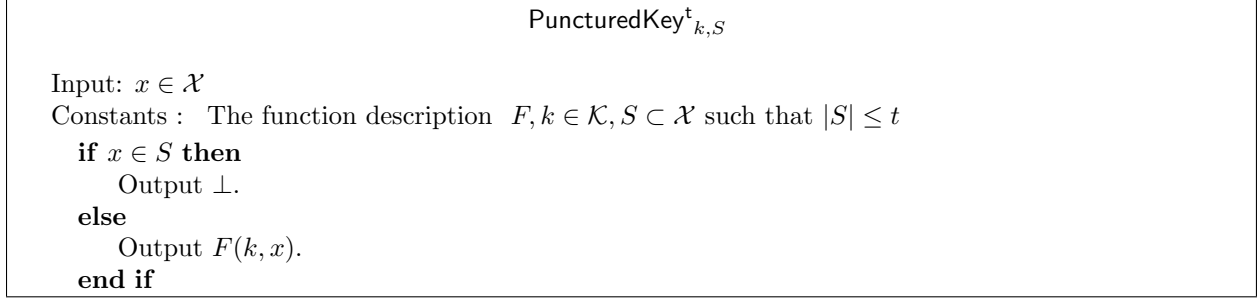 PuncturedKey^t_{k,S}
Input: x ∈ 𝒳
Constants : The function description F, k ∈ 𝒦, S ⊂ 𝒳 such that |S| ≤ t
if x ∈ S then
Output ⊥.
else
Output F(k, x).
end if